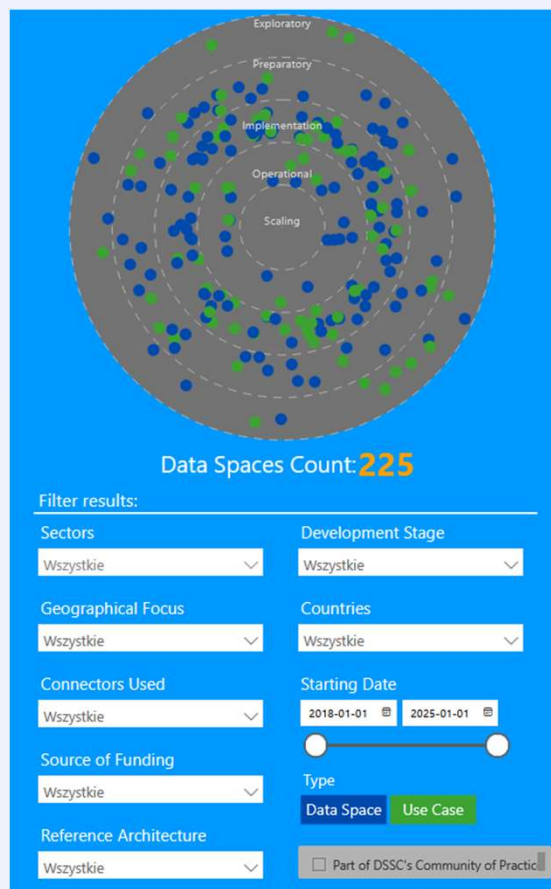 Exploratory
Preparatory
Implementation
Operational
Scaling
Data Spaces Count: 225
Filter results:
Sectors
Wszystkie
Development Stage
Wszystkie
Geographical Focus
Wszystkie
Countries
Wszystkie
Connectors Used
Wszystkie
Starting Date
2018-01-01
2025-01-01
Source of Funding
Wszystkie
Type
Data Space
Use Case
Reference Architecture
Wszystkie
Part of DSSC's Community of Practic